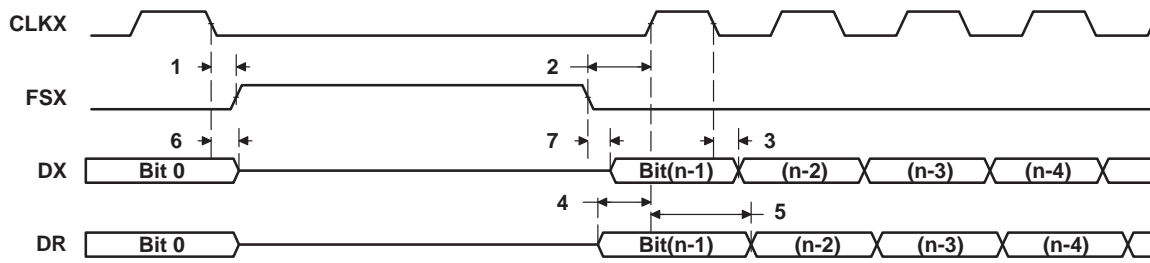 CLKX
1 2
FSX
6 7 3
DX Bit 0 Bit(n-1) (n-2) (n-3) (n-4)
4 5
DR Bit 0 Bit(n-1) (n-2) (n-3) (n-4)